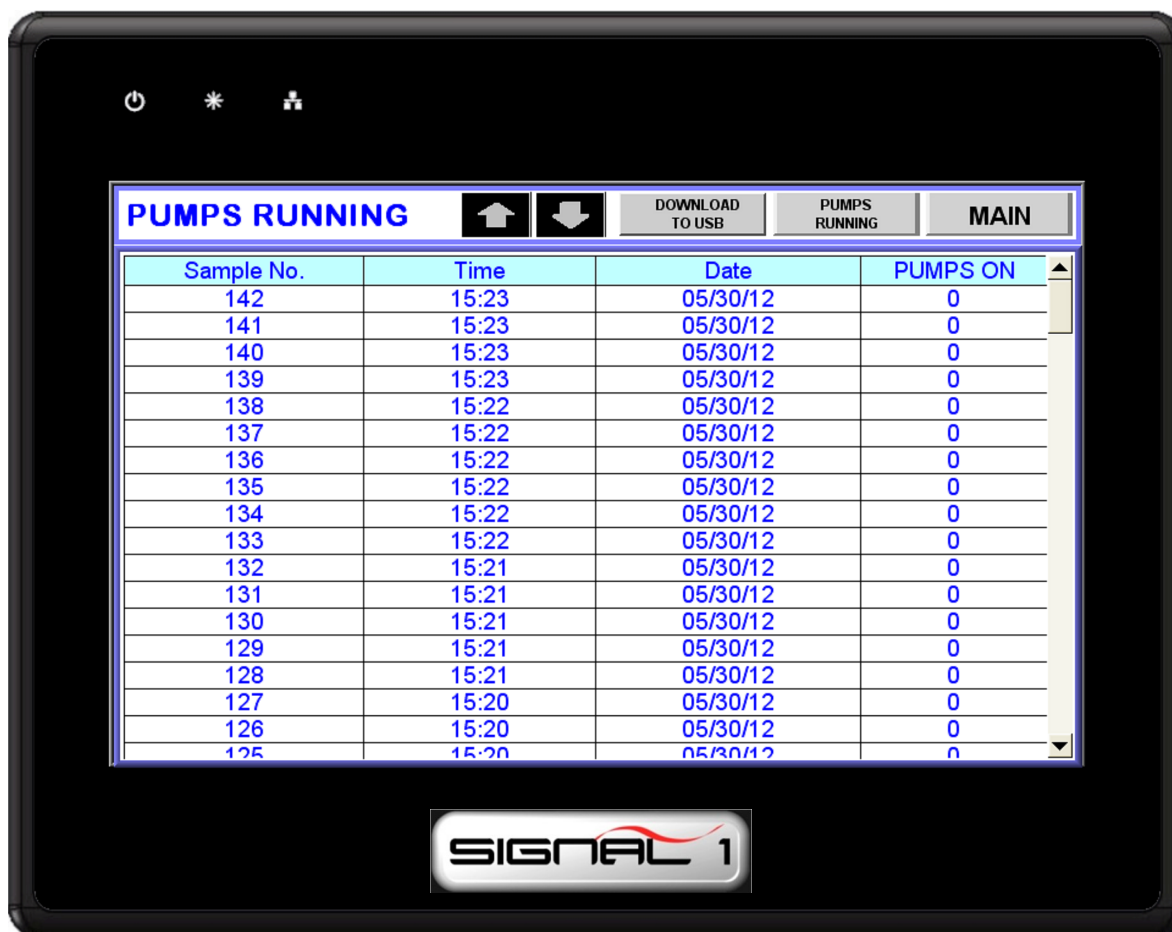 PUMPS RUNNING DOWNLOAD TO USB PUMPS RUNNING MAIN
Sample No. Time Date PUMPS ON
142 15:23 05/30/12 0
141 15:23 05/30/12 0
140 15:23 05/30/12 0
139 15:23 05/30/12 0
138 15:22 05/30/12 0
137 15:22 05/30/12 0
136 15:22 05/30/12 0
135 15:22 05/30/12 0
134 15:22 05/30/12 0
133 15:22 05/30/12 0
132 15:21 05/30/12 0
131 15:21 05/30/12 0
130 15:21 05/30/12 0
129 15:21 05/30/12 0
128 15:21 05/30/12 0
127 15:20 05/30/12 0
126 15:20 05/30/12 0
125 15:20 05/30/12 0
SIGNAL 1